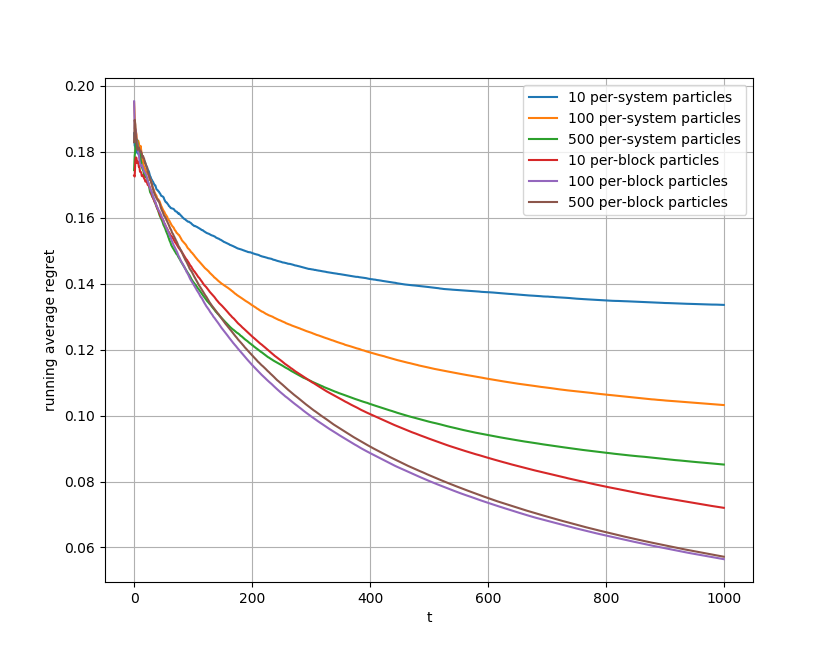 0.20
0.18
0.16
0.14
0.12
0.10
0.08
0.06
running average regret
10 per-system particles
100 per-system particles
500 per-system particles
10 per-block particles
100 per-block particles
500 per-block particles
0 200 400 600 800 1000
t